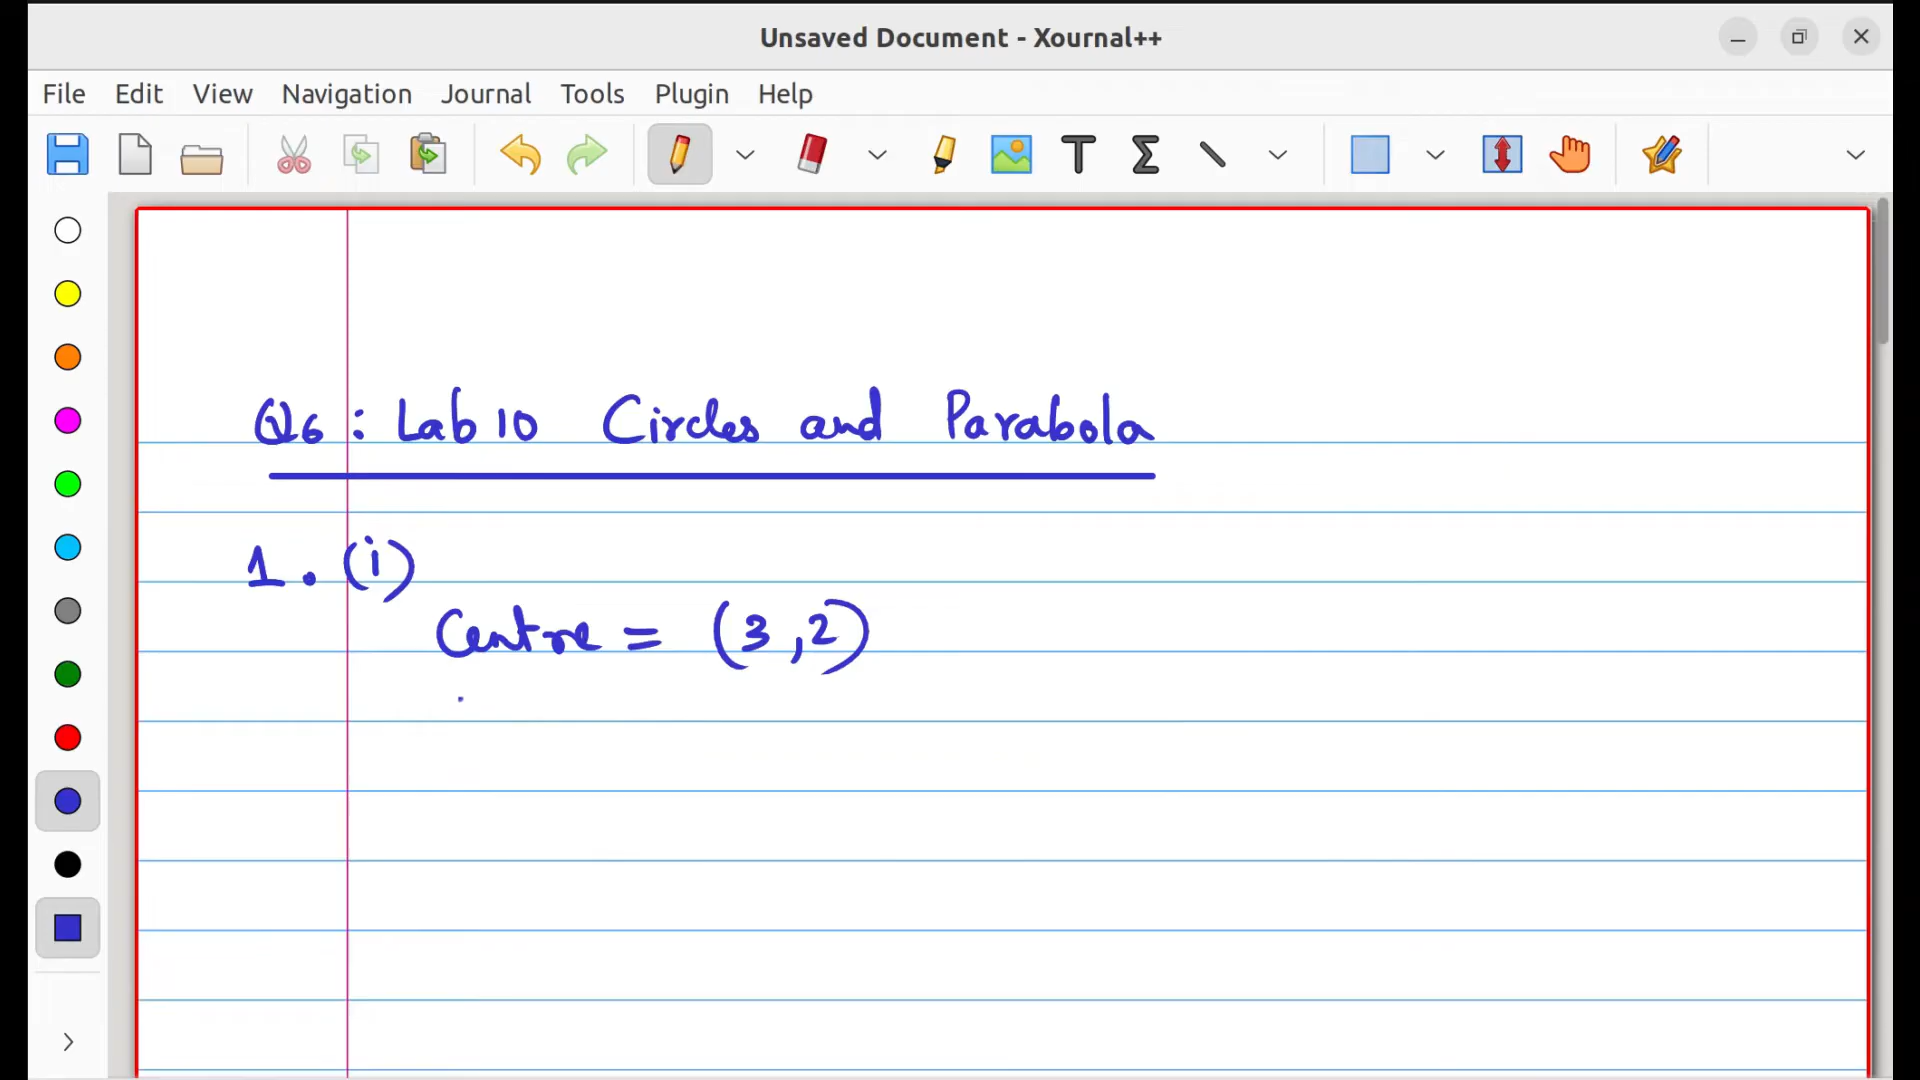 Unsaved Document - Xournal++
File Edit View Navigation Journal Tools Plugin Help
Q6 : Lab 10 Circles and Parabola
1. (i)
Centre = (3,2)